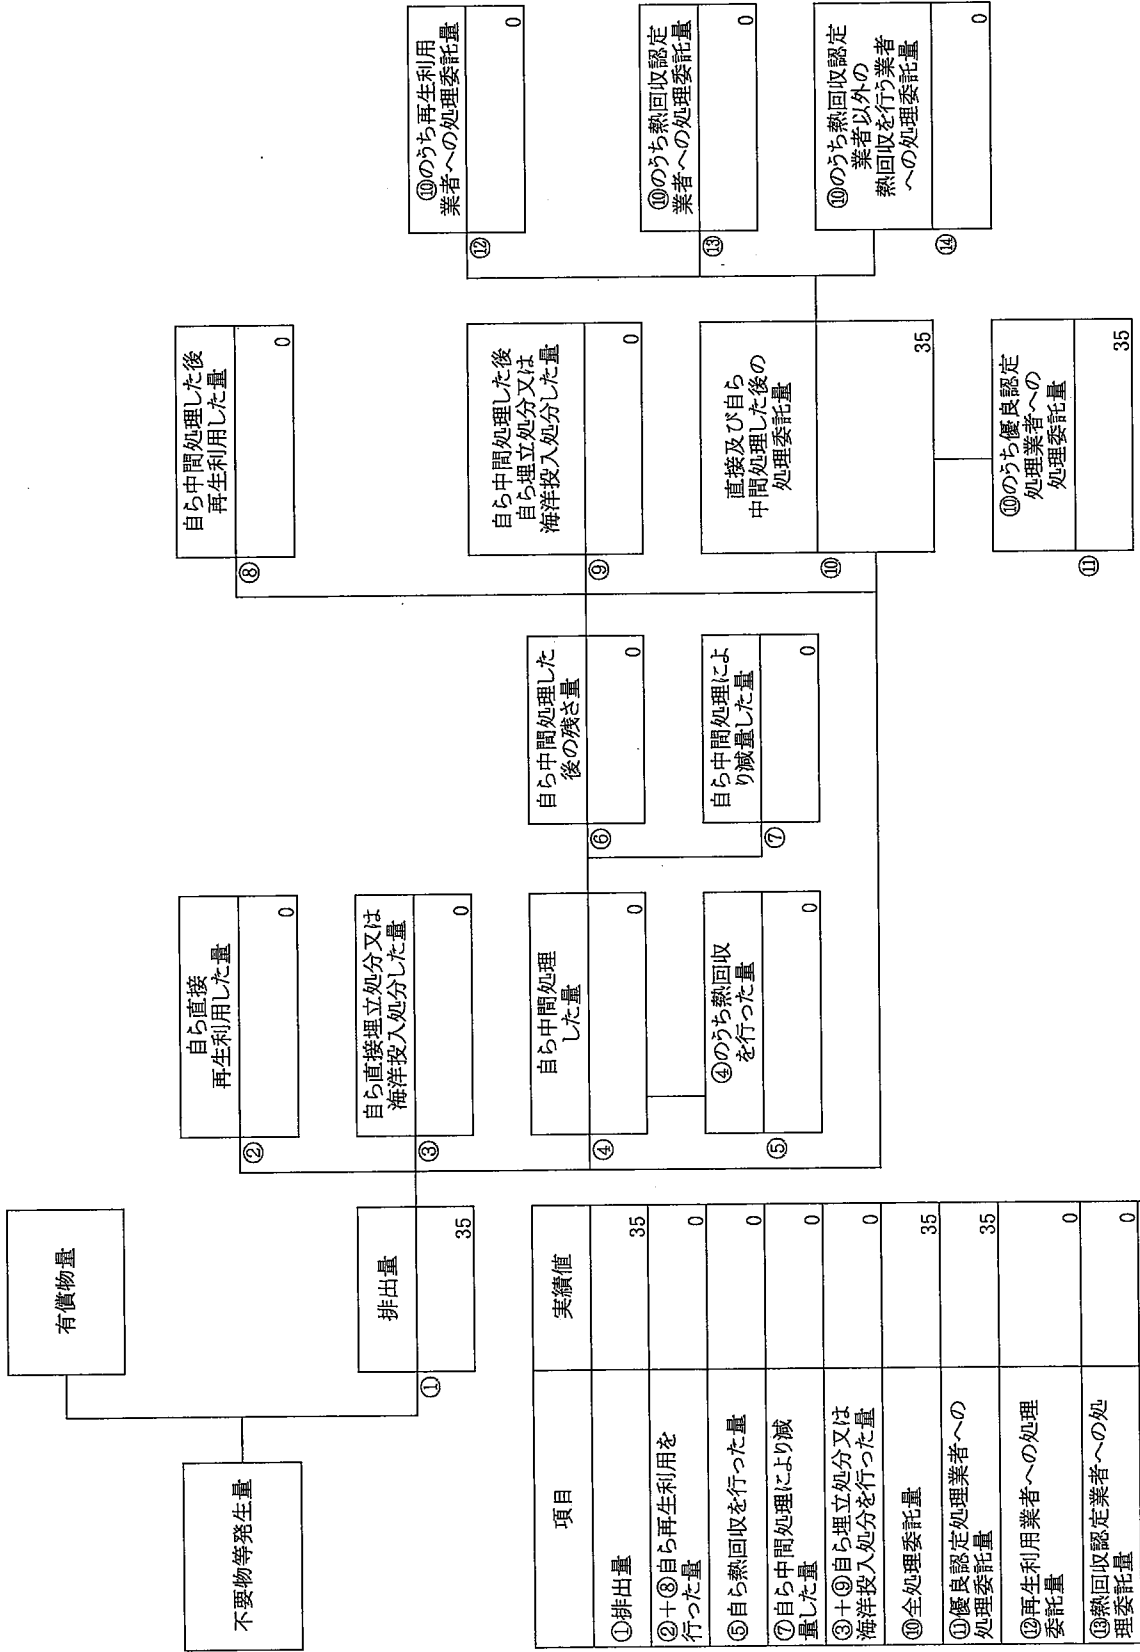 不要物等発生量
有償物量
①
排出量
35
②
自ら直接
再生利用した量
0
③
自ら直接埋立処分又は
海洋投入処分した量
0
④
自ら中間処理
した量
0
⑤
④のうち熱回収
を行った量
0
⑥
自ら中間処理した
後の残さ量
0
⑦
自ら中間処理によ
り減量した量
0
⑧
自ら中間処理した後
再生利用した量
0
⑨
自ら中間処理した後
自ら埋立処分又は
海洋投入処分した量
0
⑩
直接及び自ら
中間処理した後の
処理委託量
35
⑪
⑩のうち優良認定
処理業者への
処理委託量
35
⑫
⑩のうち再生利用
業者への処理委託量
0
⑬
⑩のうち熱回収認定
業者への処理委託量
0
⑭
⑩のうち熱回収認定
業者以外の
熱回収を行う業者
への処理委託量
0
項目 実績値
①排出量 35
②+⑧自ら再生利用を
行った量 0
⑤自ら熱回収を行った量 0
⑦自ら中間処理により減
量した量 0
③+⑨自ら埋立処分又は
海洋投入処分を行った量 0
⑩全処理委託量 35
⑪優良認定処理業者への
処理委託量 35
⑫再生利用業者への処理
委託量 0
⑬熱回収認定業者への処
理委託量 0